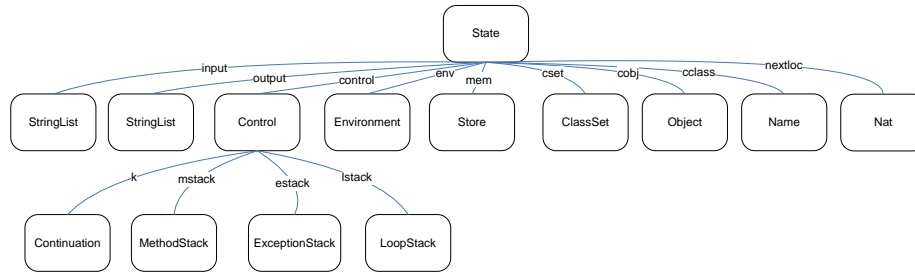 State
input
output
control
env
mem
cset
cobj
cclass
nextloc
StringList
StringList
Control
Environment
Store
ClassSet
Object
Name
Nat
k
mstack
estack
lstack
Continuation
MethodStack
ExceptionStack
LoopStack